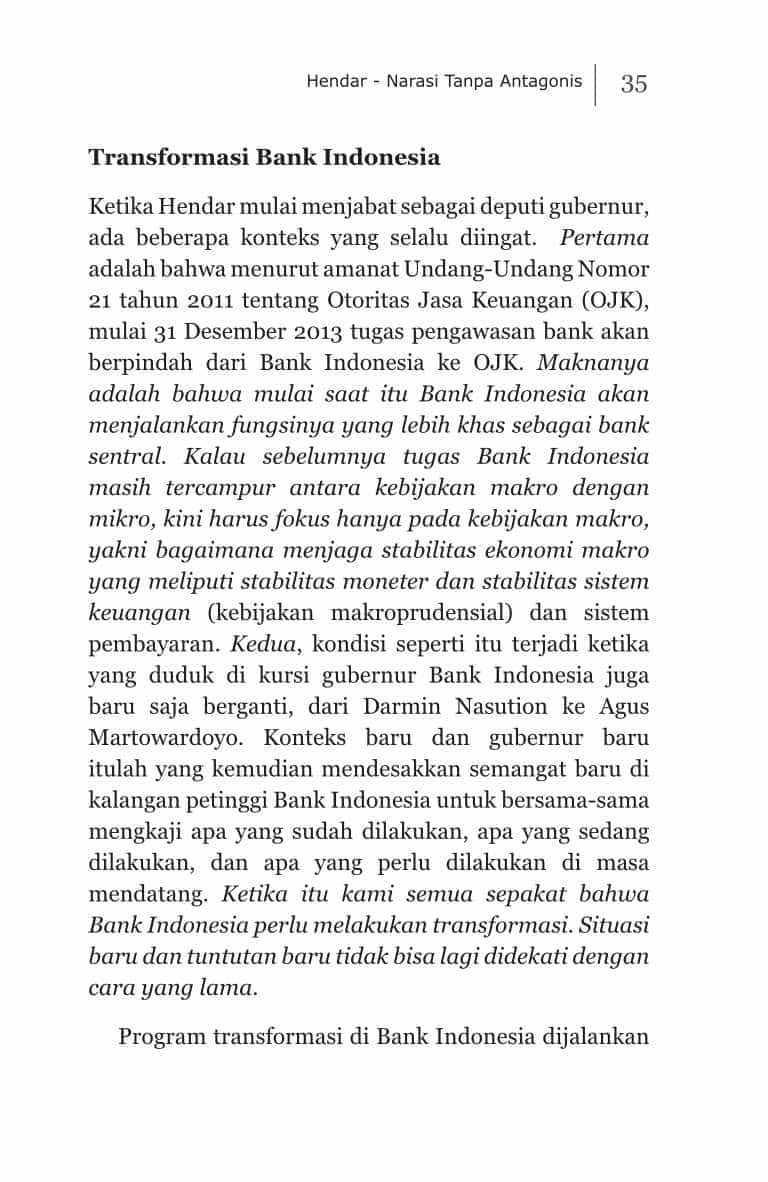 Hendar - Narasi Tanpa Antagonis 35
Transformasi Bank Indonesia
Ketika Hendar mulai menjabat sebagai deputi gubernur,
ada beberapa konteks yang selalu diingat. Pertama
adalah bahwa menurut amanat Undang-Undang Nomor
21 tahun 2011 tentang Otoritas Jasa Keuangan (OJK),
mulai 31 Desember 2013 tugas pengawasan bank akan
berpindah dari Bank Indonesia ke OJK. Maknanya
adalah bahwa mulai saat itu Bank Indonesia akan
menjalankan fungsinya yang lebih khas sebagai bank
sentral. Kalau sebelumnya tugas Bank Indonesia
masih tercampur antara kebijakan makro dengan
mikro, kini harus fokus hanya pada kebijakan makro,
yakni bagaimana menjaga stabilitas ekonomi makro
yang meliputi stabilitas moneter dan stabilitas sistem
keuangan (kebijakan makroprudensial) dan sistem
pembayaran. Kedua, kondisi seperti itu terjadi ketika
yang duduk di kursi gubernur Bank Indonesia juga
baru saja berganti, dari Darmin Nasution ke Agus
Martowardoyo. Konteks baru dan gubernur baru
itulah yang kemudian mendesakkan semangat baru di
kalangan petinggi Bank Indonesia untuk bersama-sama
mengkaji apa yang sudah dilakukan, apa yang sedang
dilakukan, dan apa yang perlu dilakukan di masa
mendatang. Ketika itu kami semua sepakat bahwa
Bank Indonesia perlu melakukan transformasi. Situasi
baru dan tuntutan baru tidak bisa lagi didekati dengan
cara yang lama.
Program transformasi di Bank Indonesia dijalankan